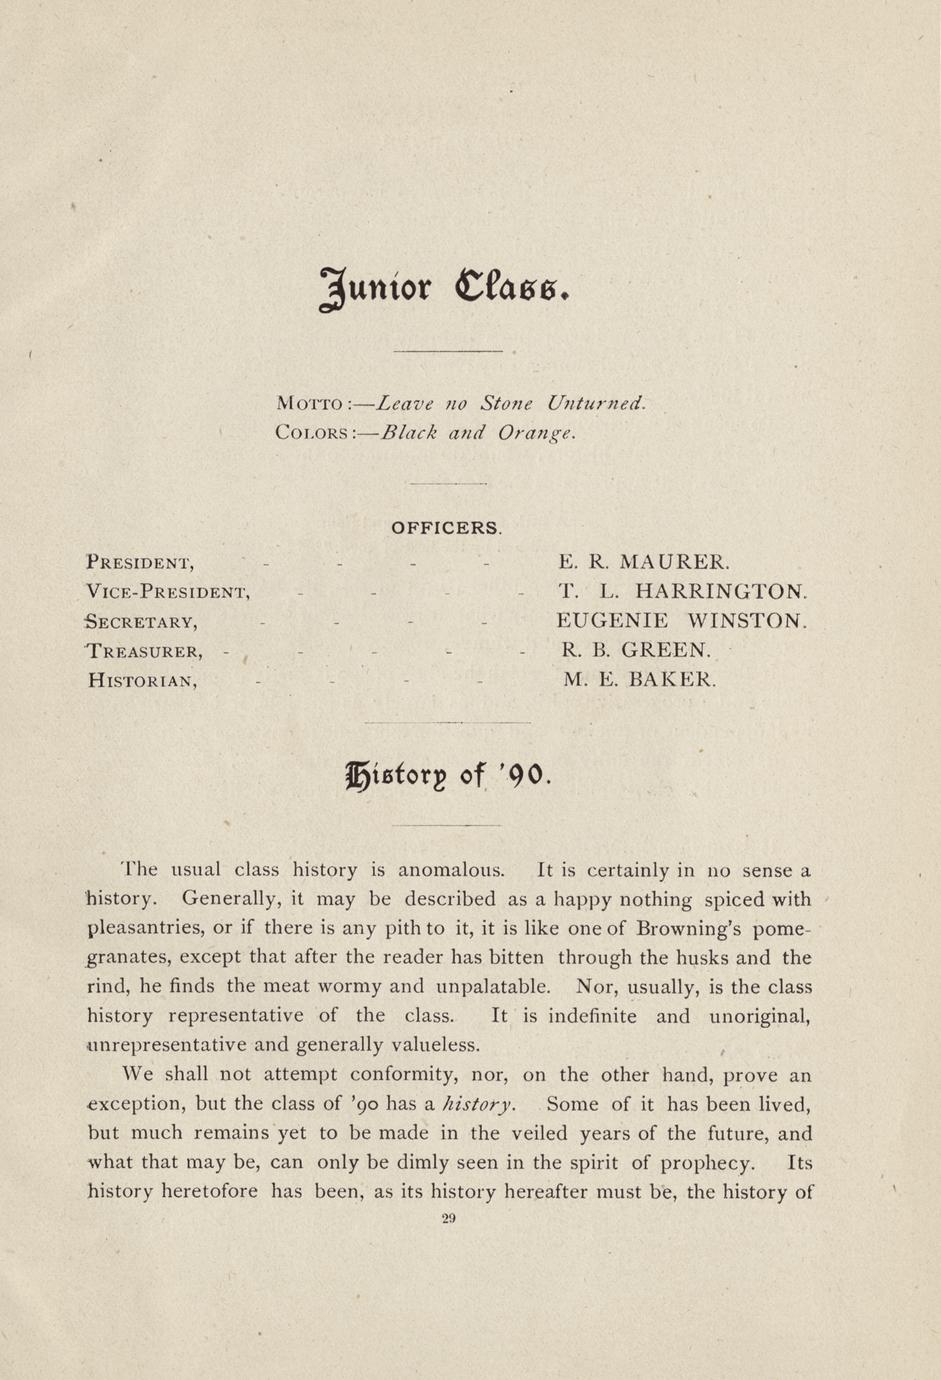 Junior Class.
MOTTO:—Leave no Stone Unturned.
COLORS:—Black and Orange.
OFFICERS.
PRESIDENT, - - - - E. R. MAURER.
VICE-PRESIDENT, - - - - T. L. HARRINGTON.
SECRETARY, - - - - EUGENIE WINSTON.
TREASURER, - - - - - R. B. GREEN.
HISTORIAN, - - - - M. E. BAKER.
History of '90.
The usual class history is anomalous. It is certainly in no sense a
history. Generally, it may be described as a happy nothing spiced with
pleasantries, or if there is any pith to it, it is like one of Browning's pome-
granates, except that after the reader has bitten through the husks and the
rind, he finds the meat wormy and unpalatable. Nor, usually, is the class
history representative of the class. It is indefinite and unoriginal,
unrepresentative and generally valueless.
We shall not attempt conformity, nor, on the other hand, prove an
exception, but the class of '90 has a history. Some of it has been lived,
but much remains yet to be made in the veiled years of the future, and
what that may be, can only be dimly seen in the spirit of prophecy. Its
history heretofore has been, as its history hereafter must be, the history of
29